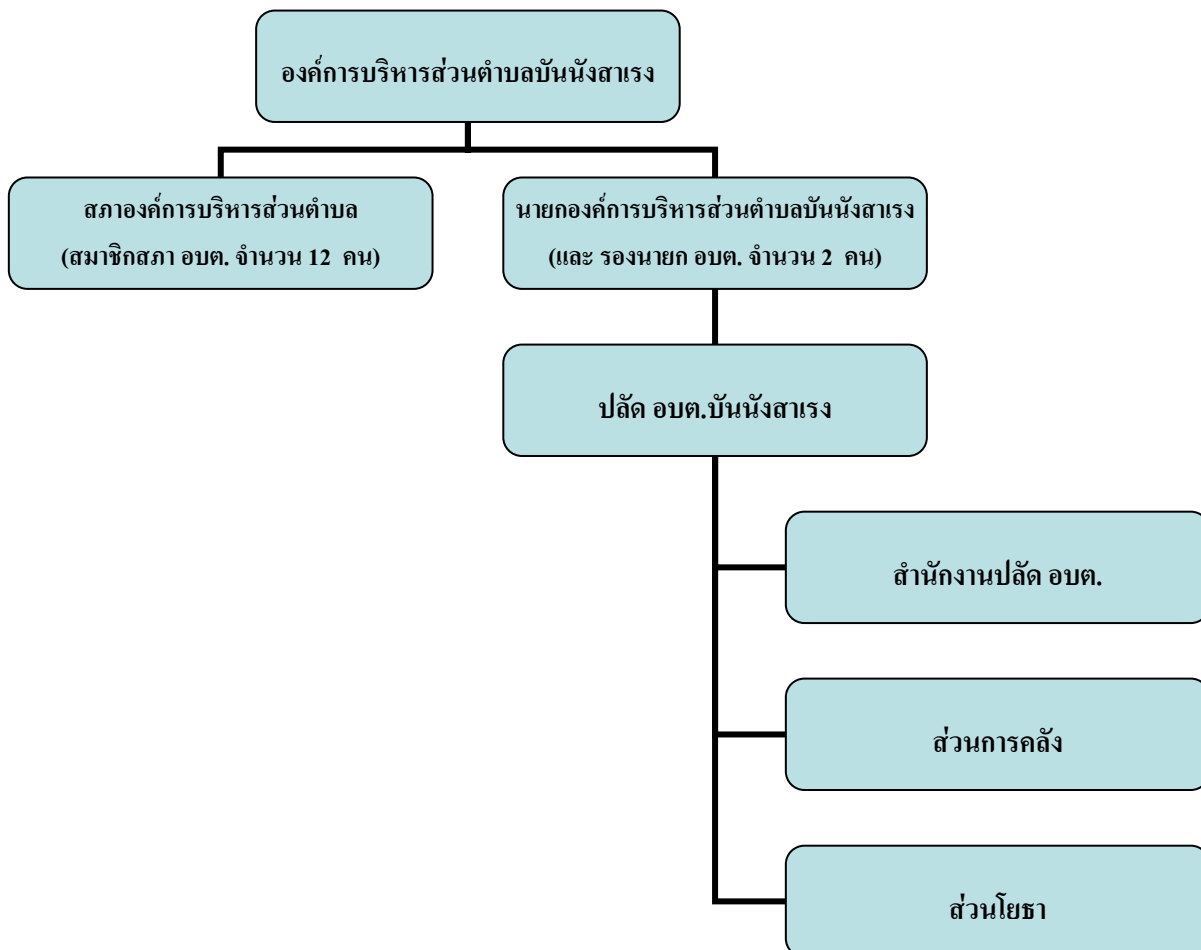 องค์การบริหารส่วนตำบลบันนังสาเรง
สภาองค์การบริหารส่วนตำบล
(สมาชิกสภา อบต. จำนวน 12 คน)
นายกองค์การบริหารส่วนตำบลบันนังสาเรง
(และ รองนายก อบต. จำนวน 2 คน)
ปลัด อบต.บันนังสาเรง
สำนักงานปลัด อบต.
ส่วนการคลัง
ส่วนโยธา